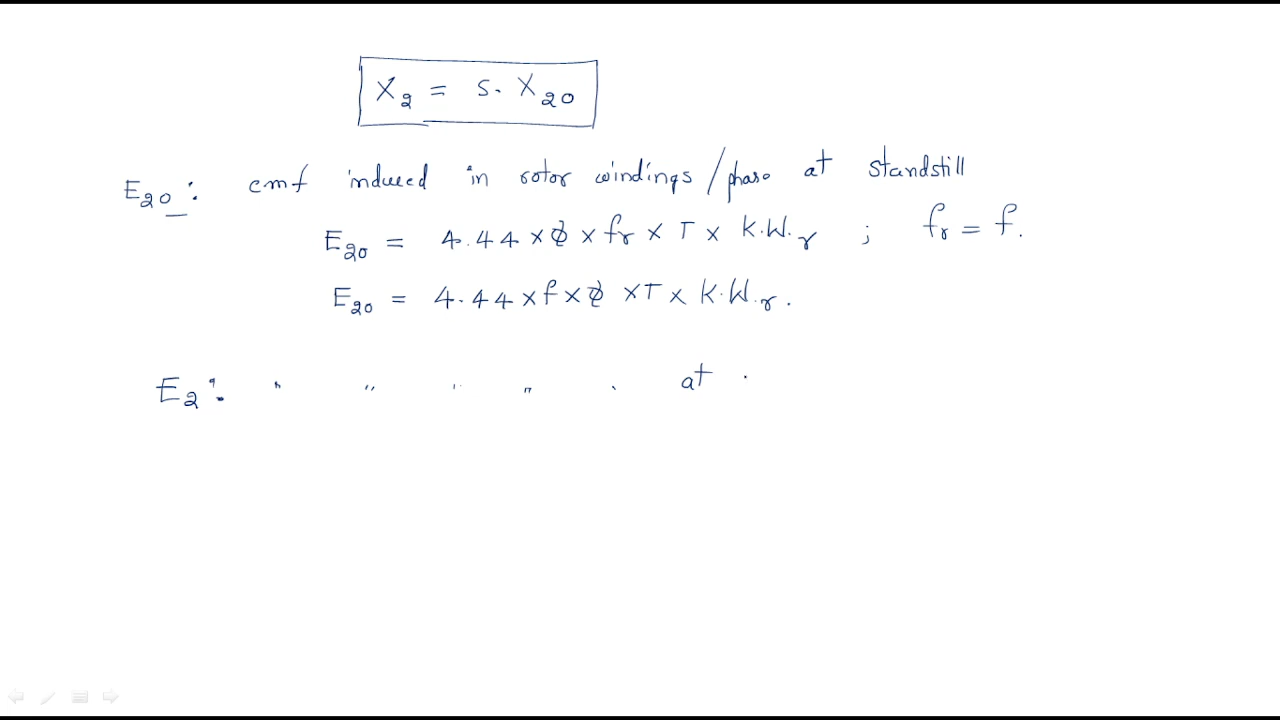 X₂ = s. X₂₀
E₂₀ : emf induced in rotor windings/phase at standstill
E₂₀ = 4.44 × Φ × fᵣ × T × K.W.ᵣ ; fᵣ = f.
E₂₀ = 4.44 × f × Φ × T × K.W.ᵣ.
E₂ : " " " " " at